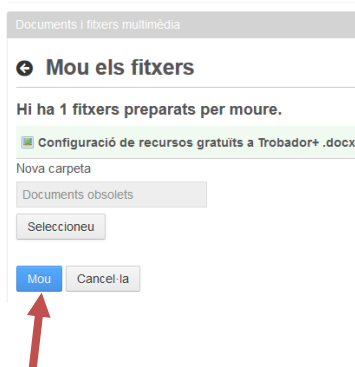 Documents i fitxers multimèdia
Mou els fitxers
Hi ha 1 fitxers preparats per moure.
Configuració de recursos gratuïts a Trobador+ .docx
Nova carpeta
Documents obsolets
Seleccioneu
Mou Cancel·la